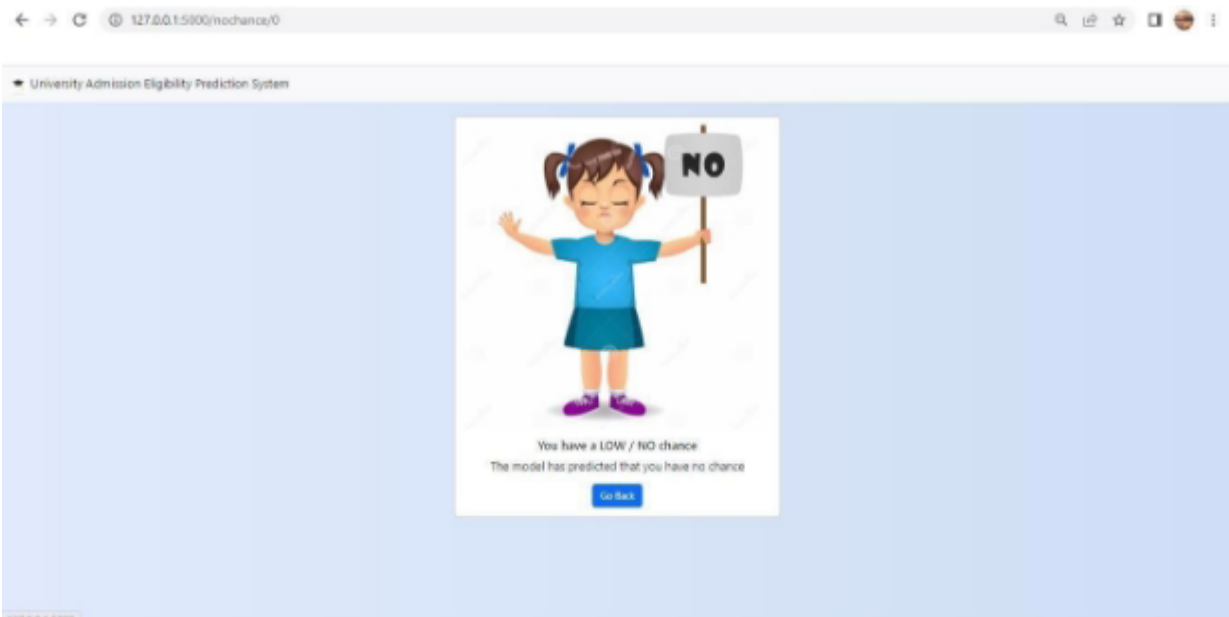 127.0.0.1:5000/nochance/0
University Admission Eligibility Prediction System
NO
You have a LOW / NO chance
The model has predicted that you have no chance
Go Back